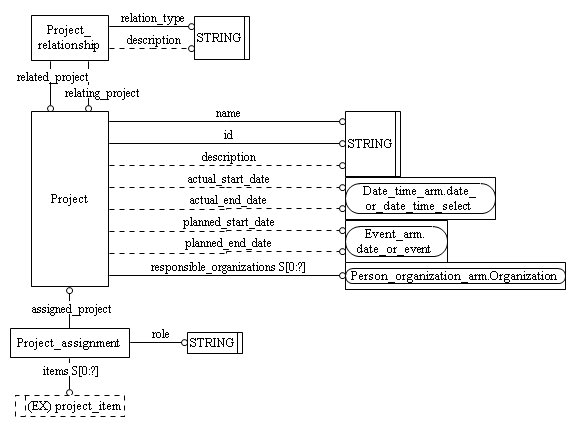 relation_type
Project_
relationship
description
STRING
related_project
relating_project
name
id
description
STRING
actual_start_date
Project
actual_end_date
Date_time_arm.date_
or_date_time_select
planned_start_date
planned_end_date
Event_arm.
date_or_event
responsible_organizations S[0:?]
Person_organization_arm.Organization
assigned_project
Project_assignment
role
STRING
items S[0:?]
(EX) project_item